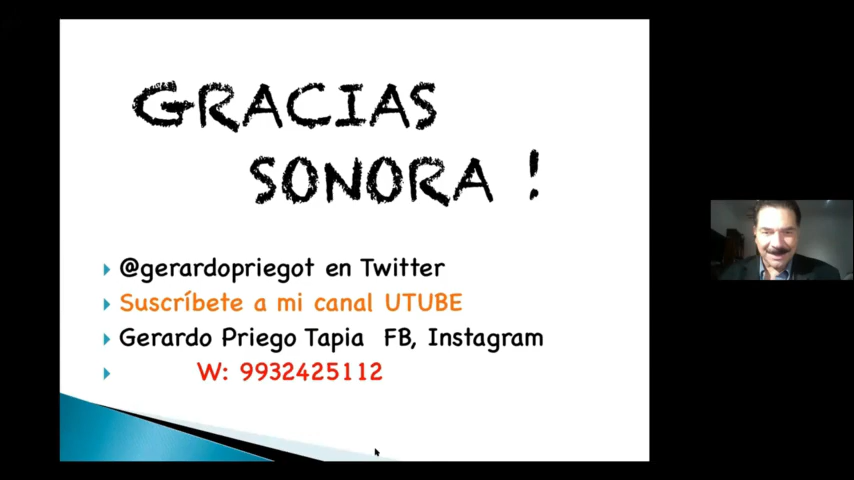 GRACIAS
SONORA !
@gerardopriegot en Twitter
Suscríbete a mi canal UTUBE
Gerardo Priego Tapia FB, Instagram
W: 9932425112